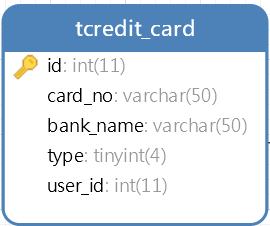 tcredit_card
id: int(11)
card_no: varchar(50)
bank_name: varchar(50)
type: tinyint(4)
user_id: int(11)